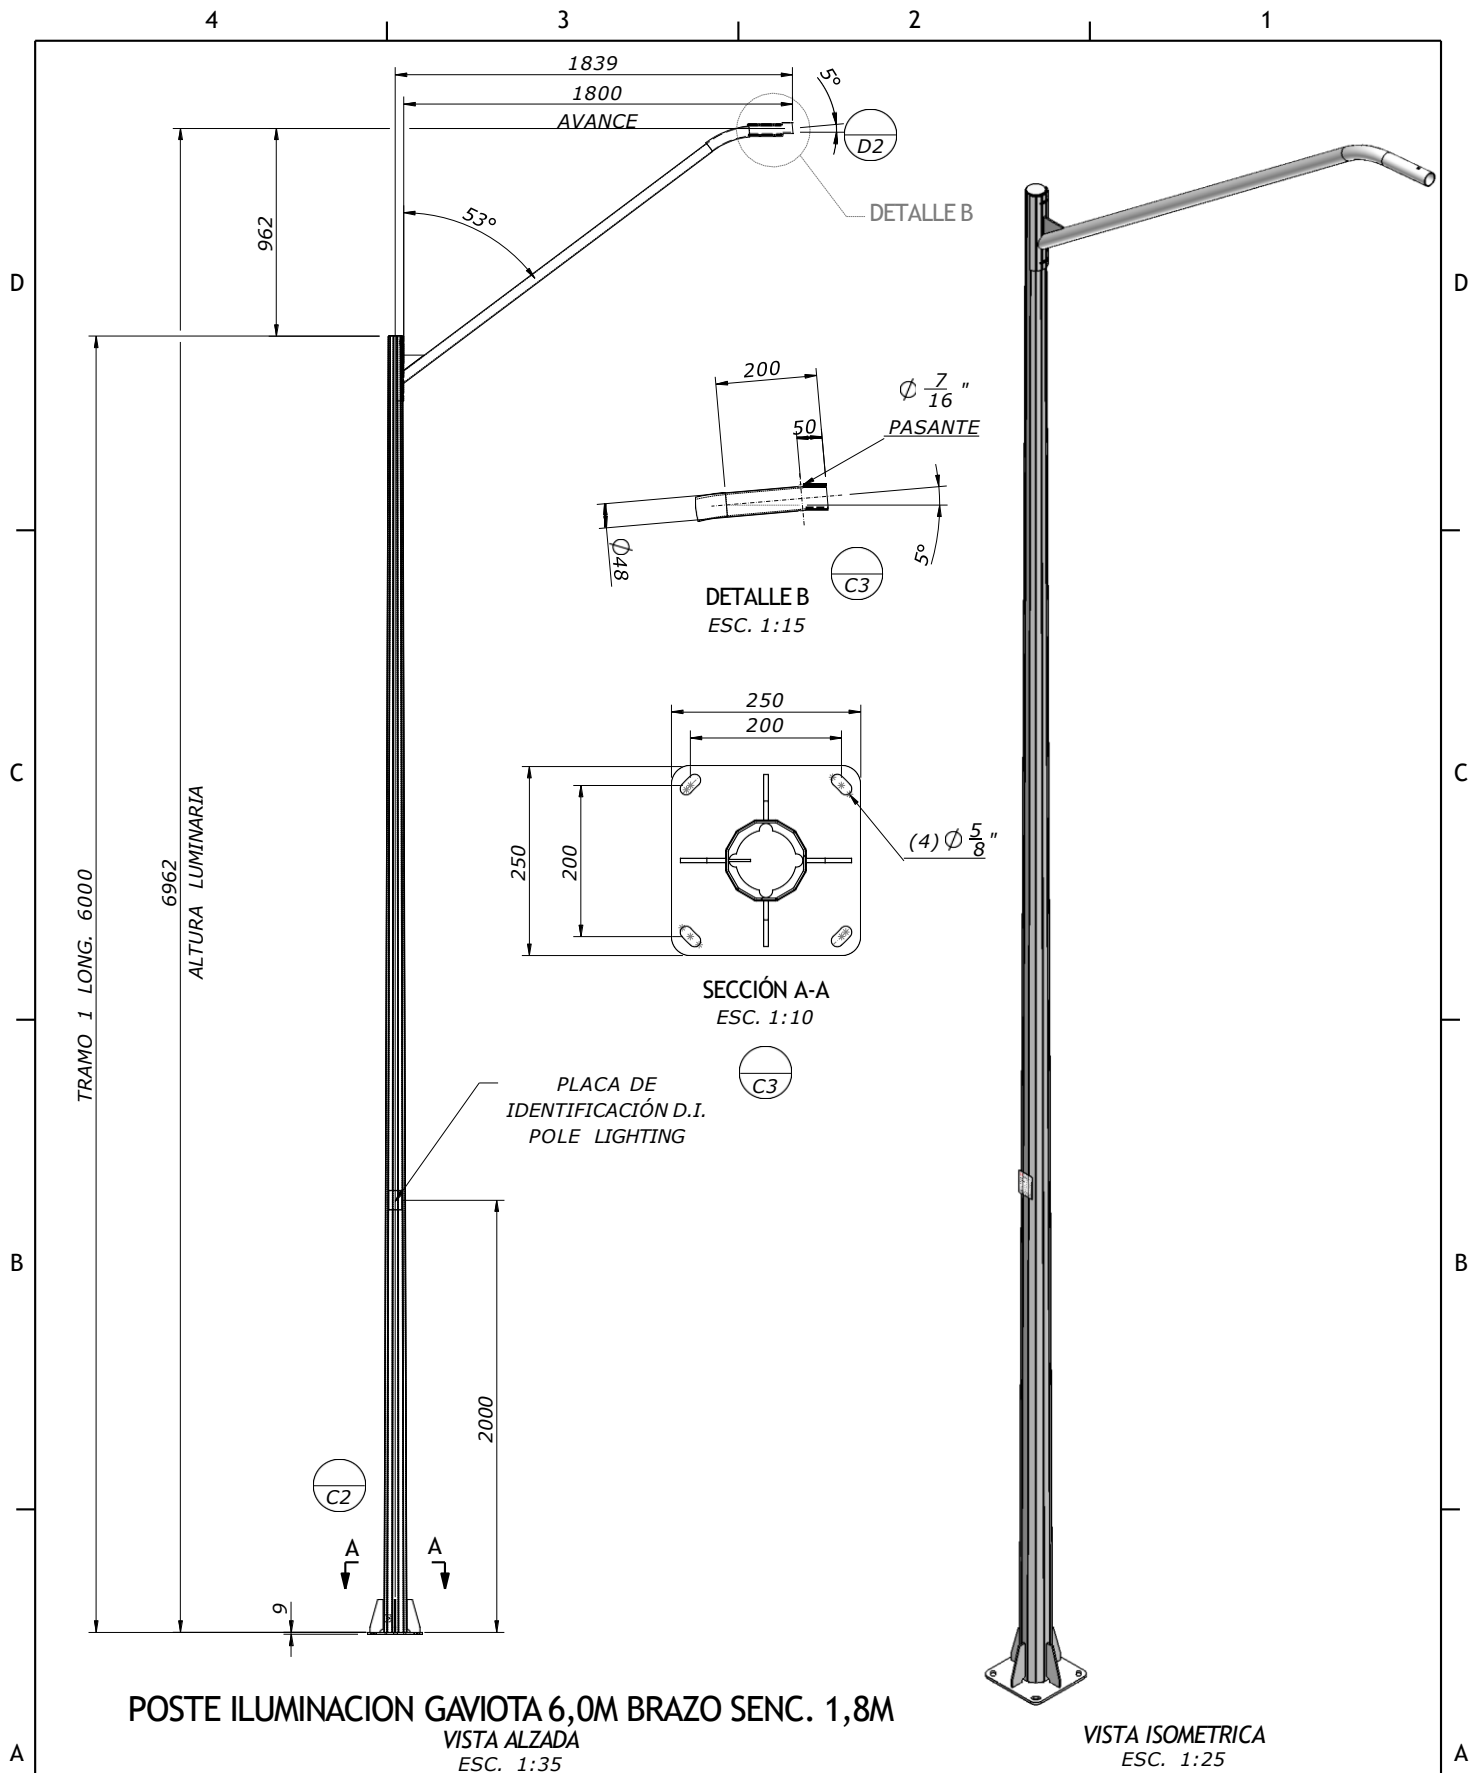 4 3 2 1
1839
1800
AVANCE
5°
D2
DETALLE B
53°
962
D D
200
Ø 7/16 "
PASANTE
50
Ø48
5°
C3
DETALLE B
ESC. 1:15
250
200
C C
250
200
(4) Ø 5/8 "
SECCIÓN A-A
ESC. 1:10
C3
TRAMO 1 LONG. 6000
6962
ALTURA LUMINARIA
PLACA DE
IDENTIFICACIÓN D.I.
POLE LIGHTING
B B
2000
C2
A A
9
POSTE ILUMINACION GAVIOTA 6,0M BRAZO SENC. 1,8M
VISTA ALZADA
ESC. 1:35
VISTA ISOMETRICA
ESC. 1:25
A A